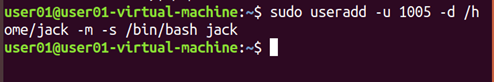 user01@user01-virtual-machine:~$ sudo useradd -u 1005 -d /h
ome/jack -m -s /bin/bash jack
user01@user01-virtual-machine:~$